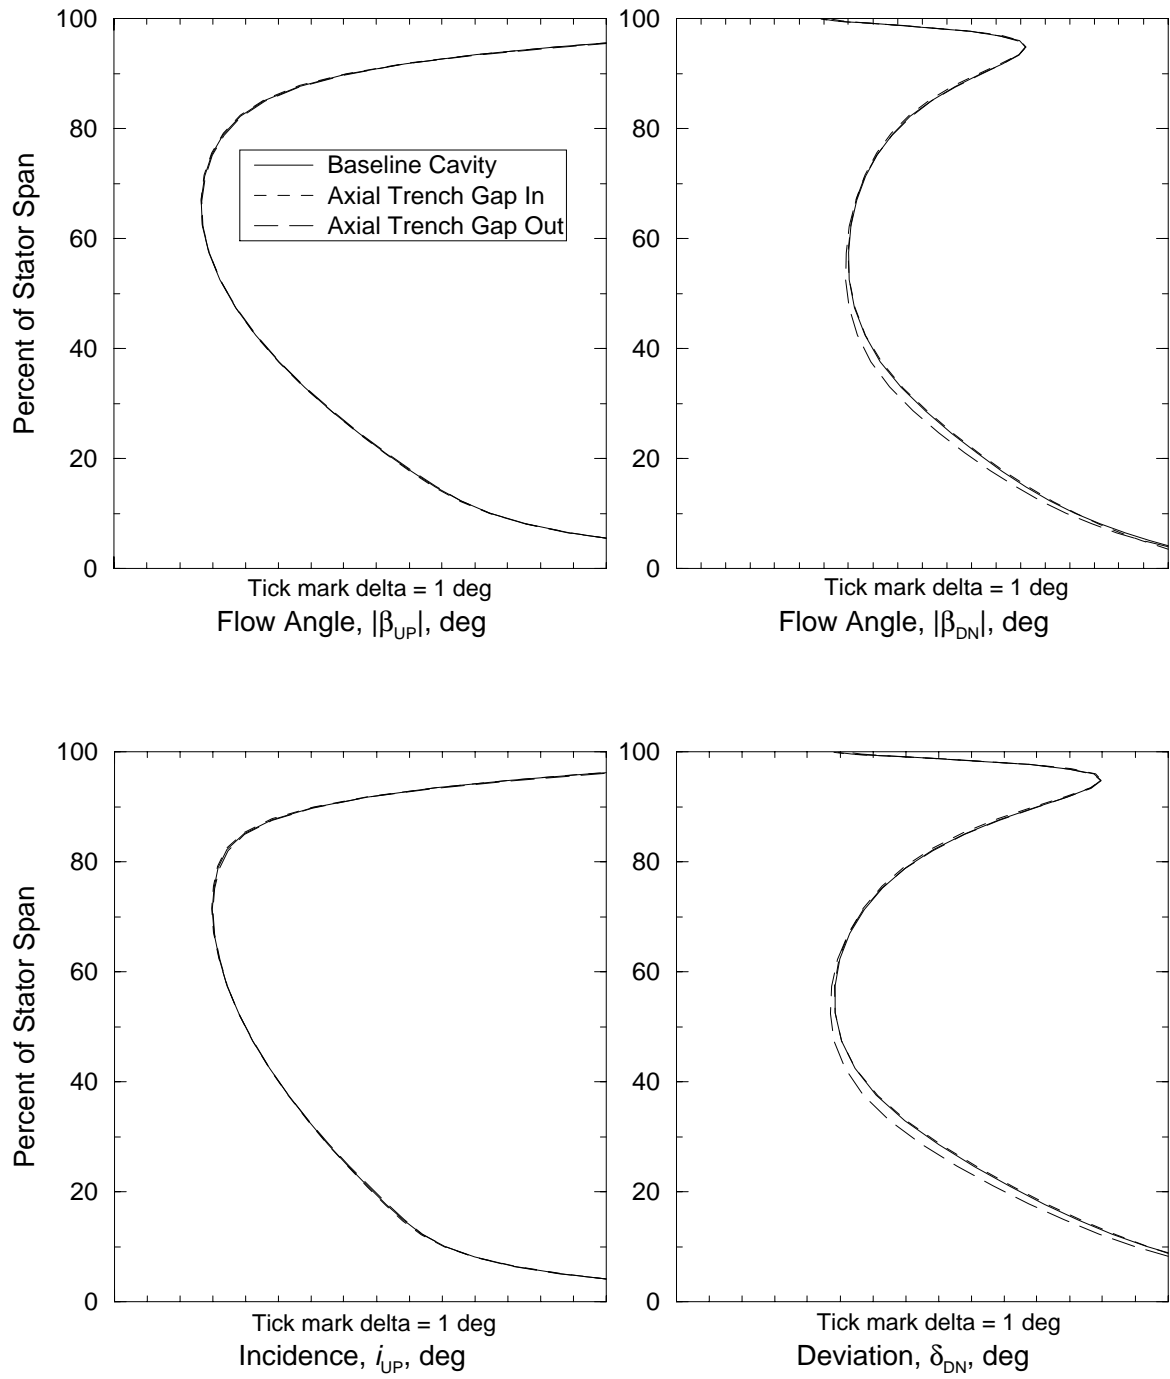 100
80
60
40
20
0
Percent of Stator Span
Baseline Cavity
Axial Trench Gap In
Axial Trench Gap Out
Tick mark delta = 1 deg
Flow Angle, |β_UP|, deg
100
80
60
40
20
0
Tick mark delta = 1 deg
Flow Angle, |β_DN|, deg
100
80
60
40
20
0
Percent of Stator Span
Tick mark delta = 1 deg
Incidence, i_UP, deg
100
80
60
40
20
0
Tick mark delta = 1 deg
Deviation, δ_DN, deg